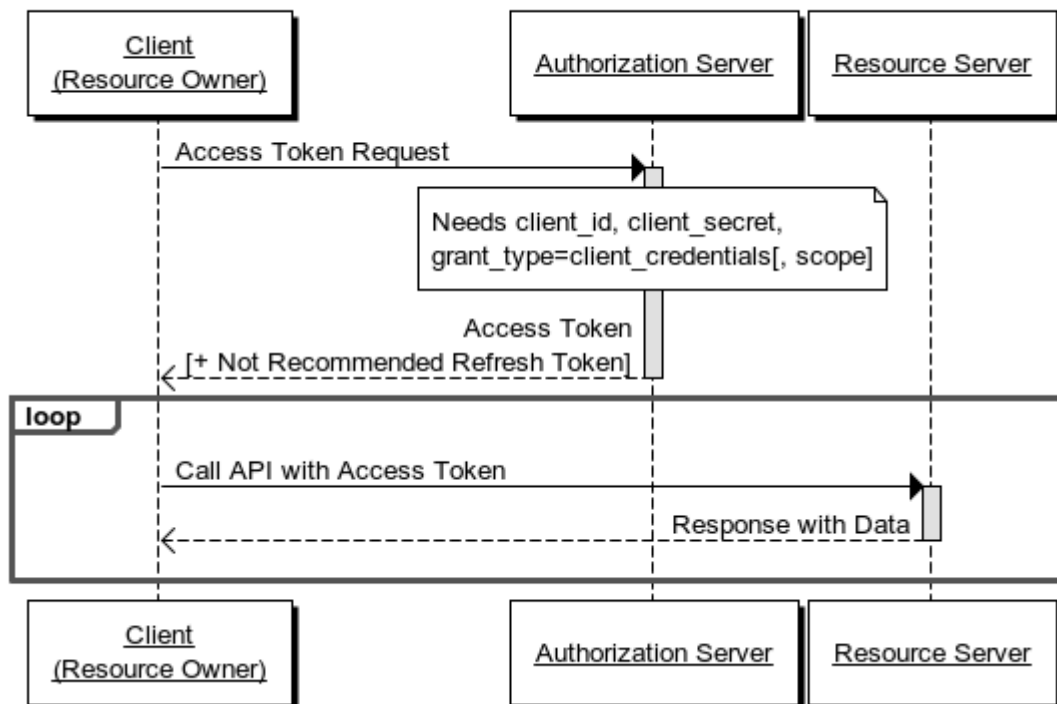 Client
(Resource Owner)
Authorization Server
Resource Server
Access Token Request
Needs client_id, client_secret,
grant_type=client_credentials[, scope]
Access Token
[+ Not Recommended Refresh Token]
loop
Call API with Access Token
Response with Data
Client
(Resource Owner)
Authorization Server
Resource Server